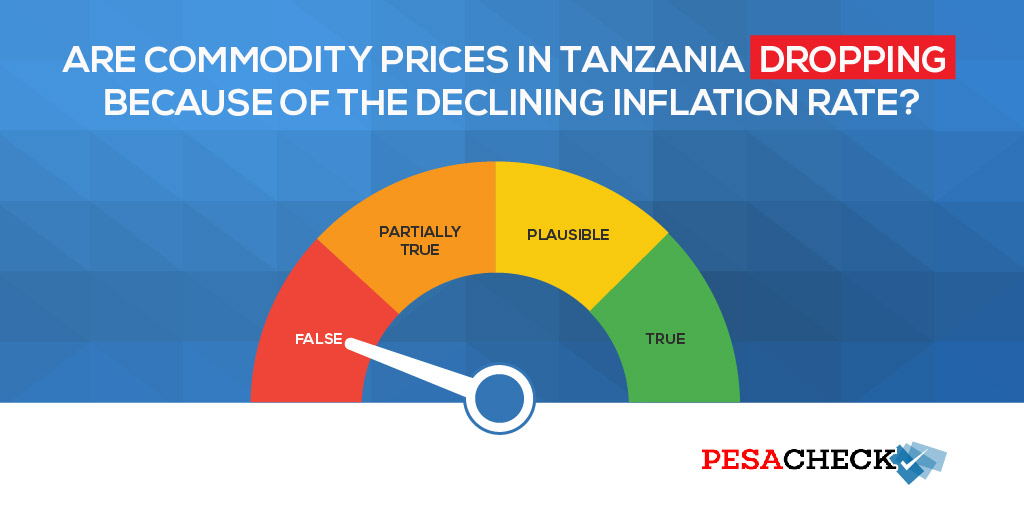 ARE COMMODITY PRICES IN TANZANIA DROPPING
BECAUSE OF THE DECLINING INFLATION RATE?
PARTIALLY
TRUE
PLAUSIBLE
FALSE
TRUE
PESACHECK